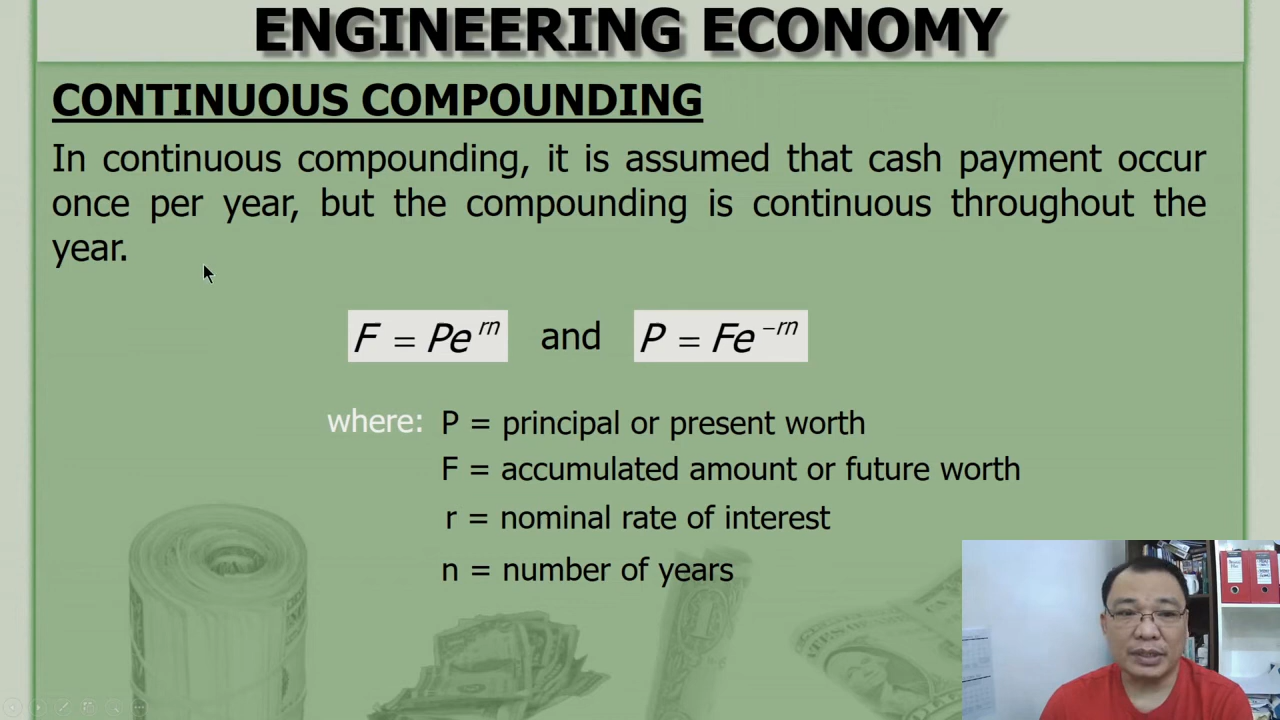 ENGINEERING ECONOMY
CONTINUOUS COMPOUNDING
In continuous compounding, it is assumed that cash payment occur
once per year, but the compounding is continuous throughout the
year.
F = Pe^rn and P = Fe^−rn
where: P = principal or present worth
F = accumulated amount or future worth
r = nominal rate of interest
n = number of years